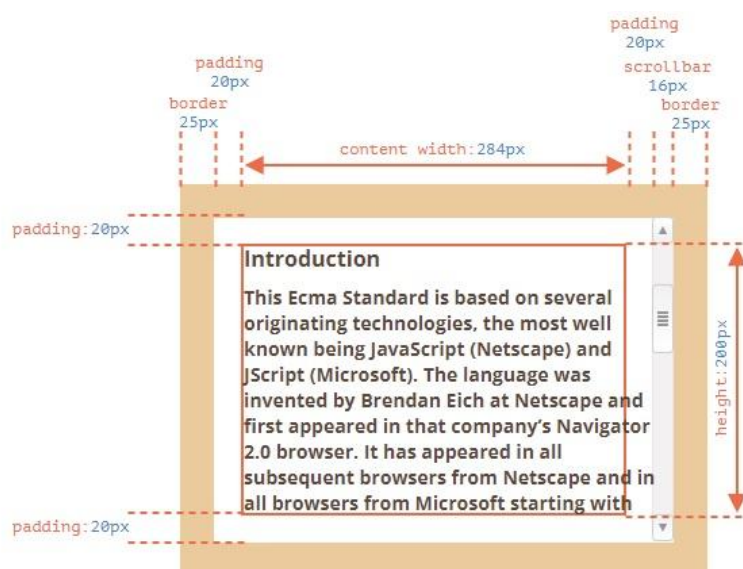 padding
20px
padding
20px
scrollbar
16px
border
25px
border
25px
content width:284px
padding:20px
Introduction
This Ecma Standard is based on several
originating technologies, the most well
known being JavaScript (Netscape) and
JScript (Microsoft). The language was
invented by Brendan Eich at Netscape and
first appeared in that company’s Navigator
2.0 browser. It has appeared in all
subsequent browsers from Netscape and in
all browsers from Microsoft starting with
height:200px
padding:20px